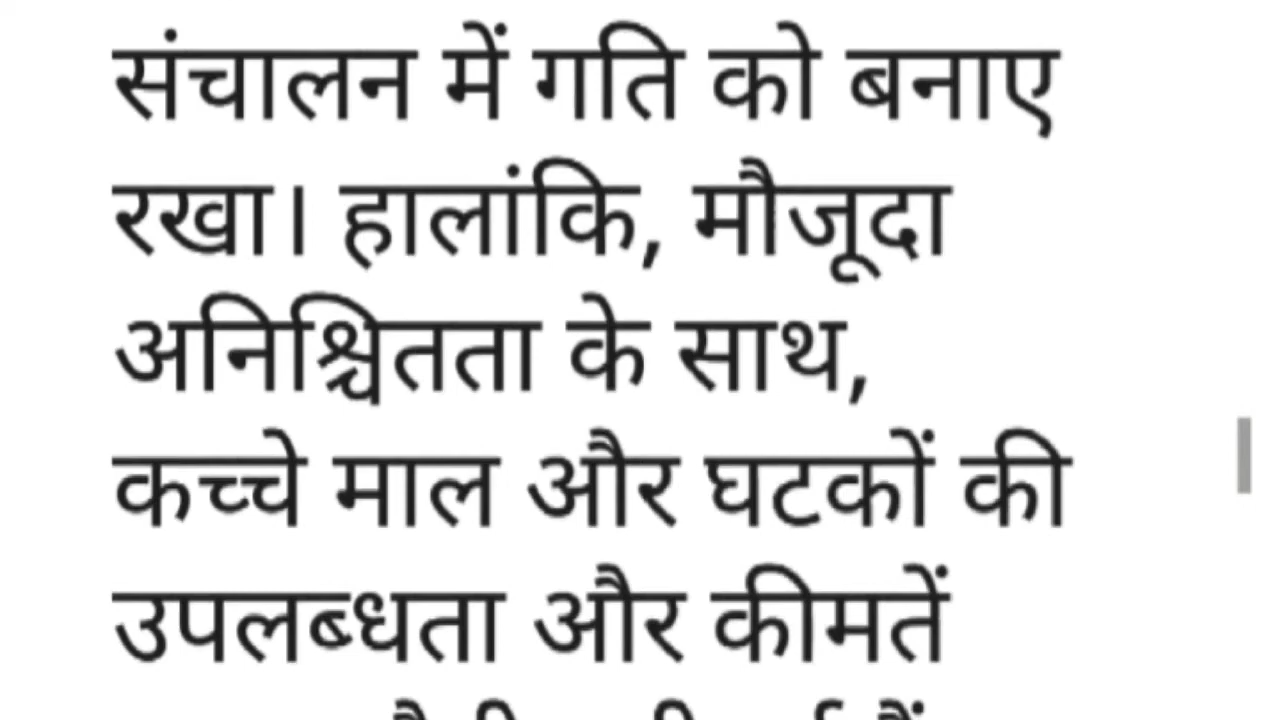 संचालन में गति को बनाए
रखा। हालांकि, मौजूदा
अनिश्चितता के साथ,
कच्चे माल और घटकों की
उपलब्धता और कीमतें